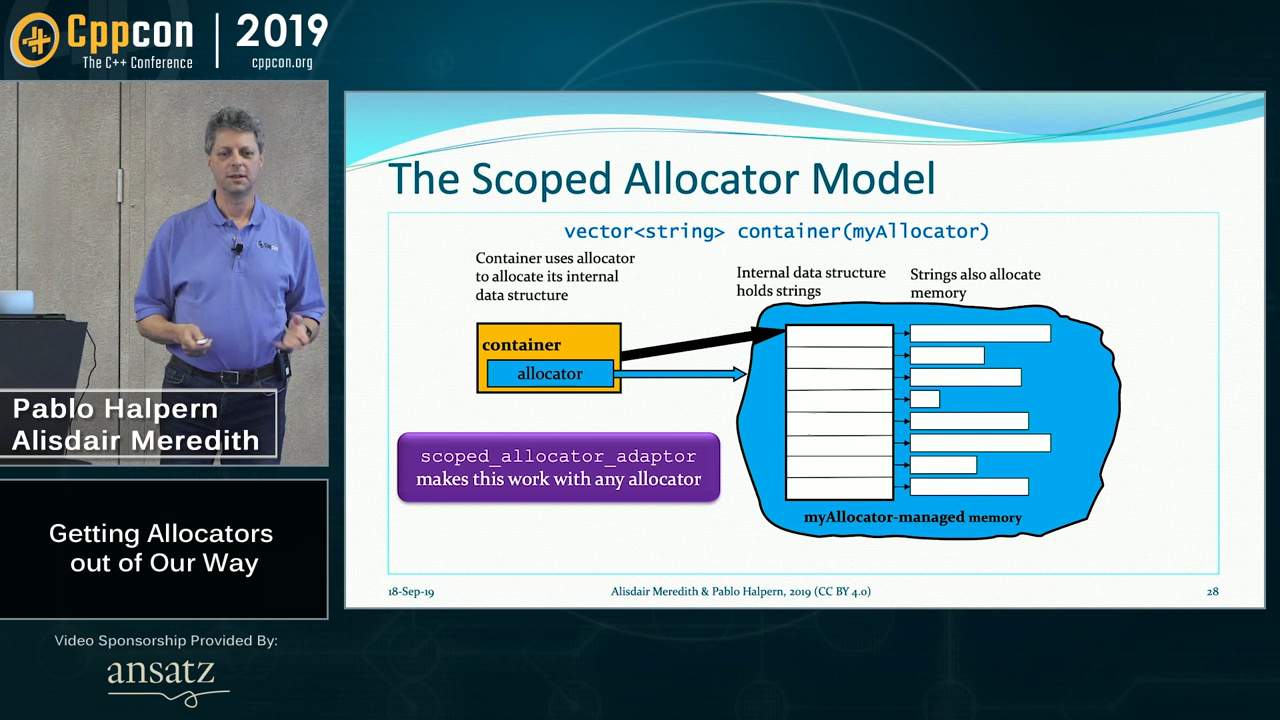 Cppcon
The C++ Conference
2019
cppcon.org
Pablo Halpern
Alisdair Meredith
Getting Allocators
out of Our Way
Video Sponsorship Provided By:
ansatz
The Scoped Allocator Model
vector<string> container(myAllocator)
Container uses allocator
to allocate its internal
data structure
Internal data structure
holds strings
Strings also allocate
memory
container
allocator
scoped_allocator_adaptor
makes this work with any allocator
myAllocator-managed memory
18-Sep-19
Alisdair Meredith & Pablo Halpern, 2019 (CC BY 4.0)
28